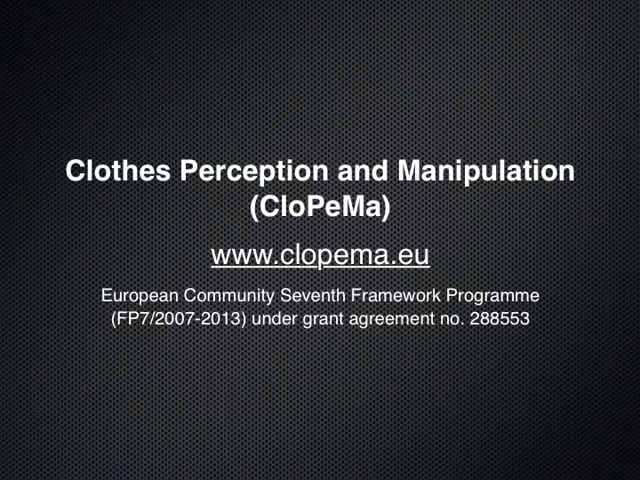 Clothes Perception and Manipulation
(CloPeMa)
www.clopema.eu
European Community Seventh Framework Programme
(FP7/2007-2013) under grant agreement no. 288553